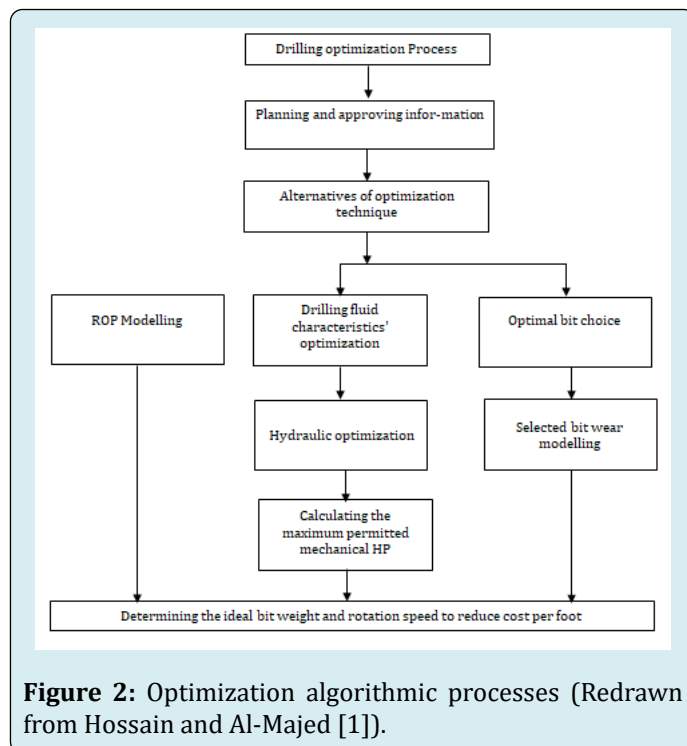 Drilling optimization Process
Planning and approving infor-mation
Alternatives of optimization
technique
ROP Modelling
Drilling fluid
characteristics'
optimization
Optimal bit choice
Hydraulic optimization
Selected bit wear
modelling
Calculating the
maximum permitted
mechanical HP
Determining the ideal bit weight and rotation speed to reduce cost per foot
Figure 2: Optimization algorithmic processes (Redrawn
from Hossain and Al-Majed [1]).